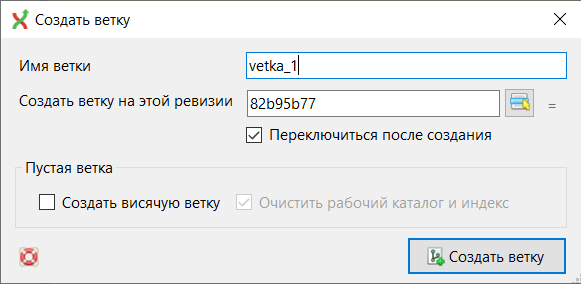 Создать ветку
Имя ветки
vetka_1
Создать ветку на этой ревизии
82b95b77
=
Переключиться после создания
Пустая ветка
Создать висячую ветку
Очистить рабочий каталог и индекс
Создать ветку